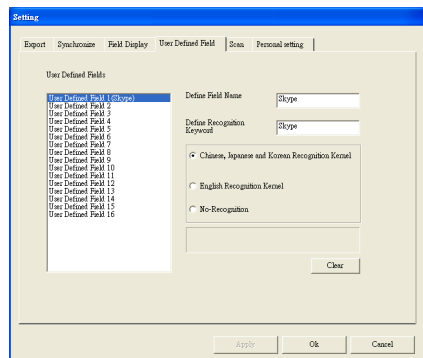 Setting
Export Synchronize Field Display User Defined Field Scan Personal setting
User Defined Fields
User Defined Field 1(Skype)
User Defined Field 2
User Defined Field 3
User Defined Field 4
User Defined Field 5
User Defined Field 6
User Defined Field 7
User Defined Field 8
User Defined Field 9
User Defined Field 10
User Defined Field 11
User Defined Field 12
User Defined Field 13
User Defined Field 14
User Defined Field 15
User Defined Field 16
Define Field Name
Skype
Define Recognition
Keyword
Skype
Chinese, Japanese and Korean Recognition Kernel
English Recognition Kernel
No-Recognition
Clear
Apply Ok Cancel